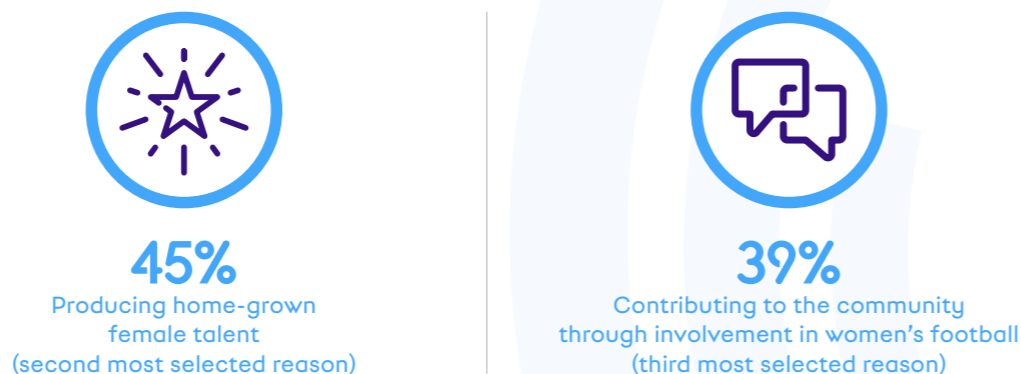 45%
Producing home-grown
female talent
(second most selected reason)
39%
Contributing to the community
through involvement in women's football
(third most selected reason)